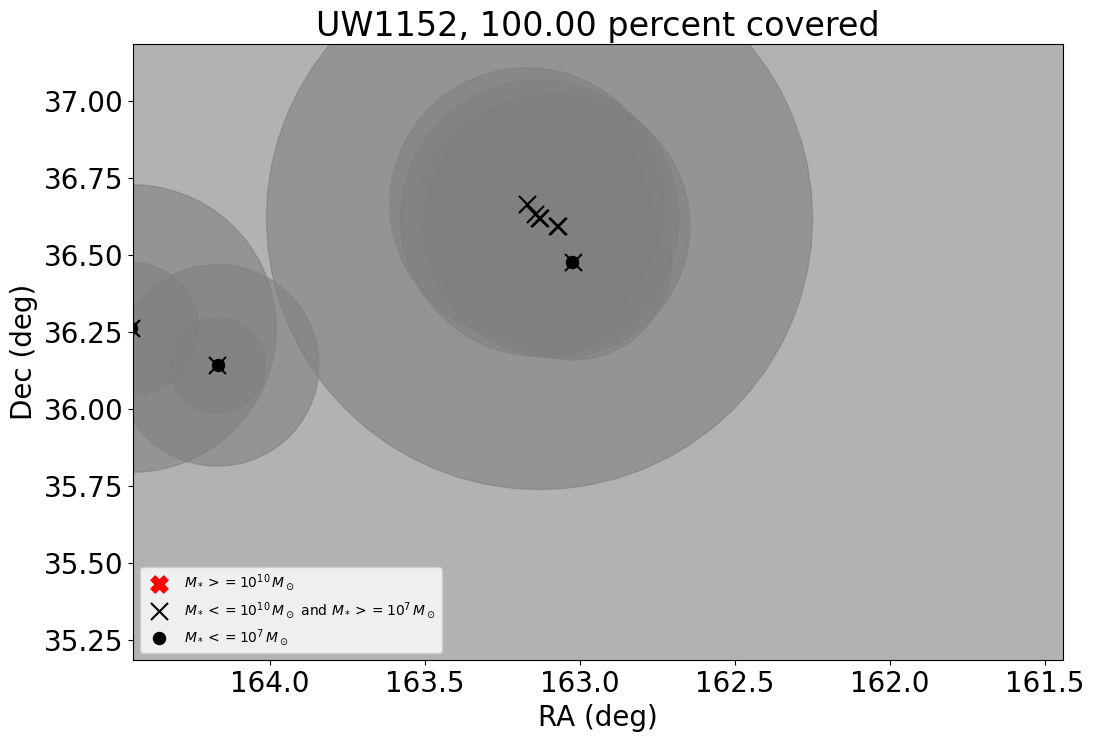 UW1152, 100.00 percent covered
37.00
36.75
36.50
36.25
36.00
35.75
35.50
35.25
Dec (deg)
M* >= 10^10 M⊙
M* <= 10^10 M⊙ and M* >= 10^7 M⊙
M* <= 10^7 M⊙
164.0 163.5 163.0 162.5 162.0 161.5
RA (deg)